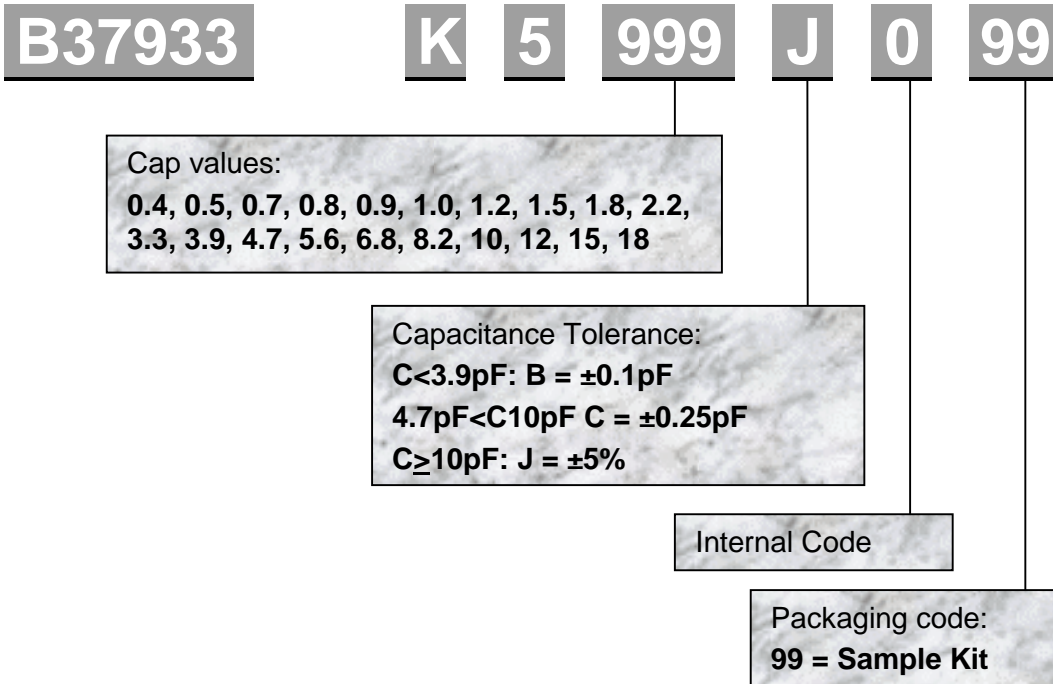 B37933 K 5 999 J 0 99
Cap values:
0.4, 0.5, 0.7, 0.8, 0.9, 1.0, 1.2, 1.5, 1.8, 2.2,
3.3, 3.9, 4.7, 5.6, 6.8, 8.2, 10, 12, 15, 18
Capacitance Tolerance:
C<3.9pF: B = ±0.1pF
4.7pF<C10pF C = ±0.25pF
C≥10pF: J = ±5%
Internal Code
Packaging code:
99 = Sample Kit